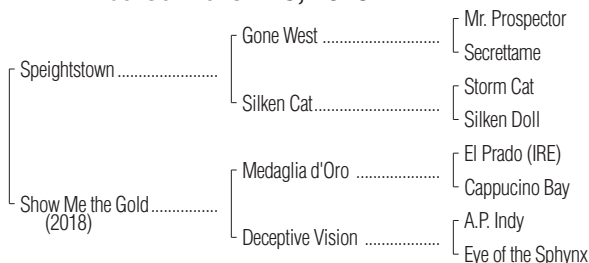 Gone West
Mr. Prospector
Secrettame
Speightstown
Silken Cat
Storm Cat
Silken Doll
Medaglia d'Oro
El Prado (IRE)
Cappucino Bay
Show Me the Gold
(2018)
Deceptive Vision
A.P. Indy
Eye of the Sphynx